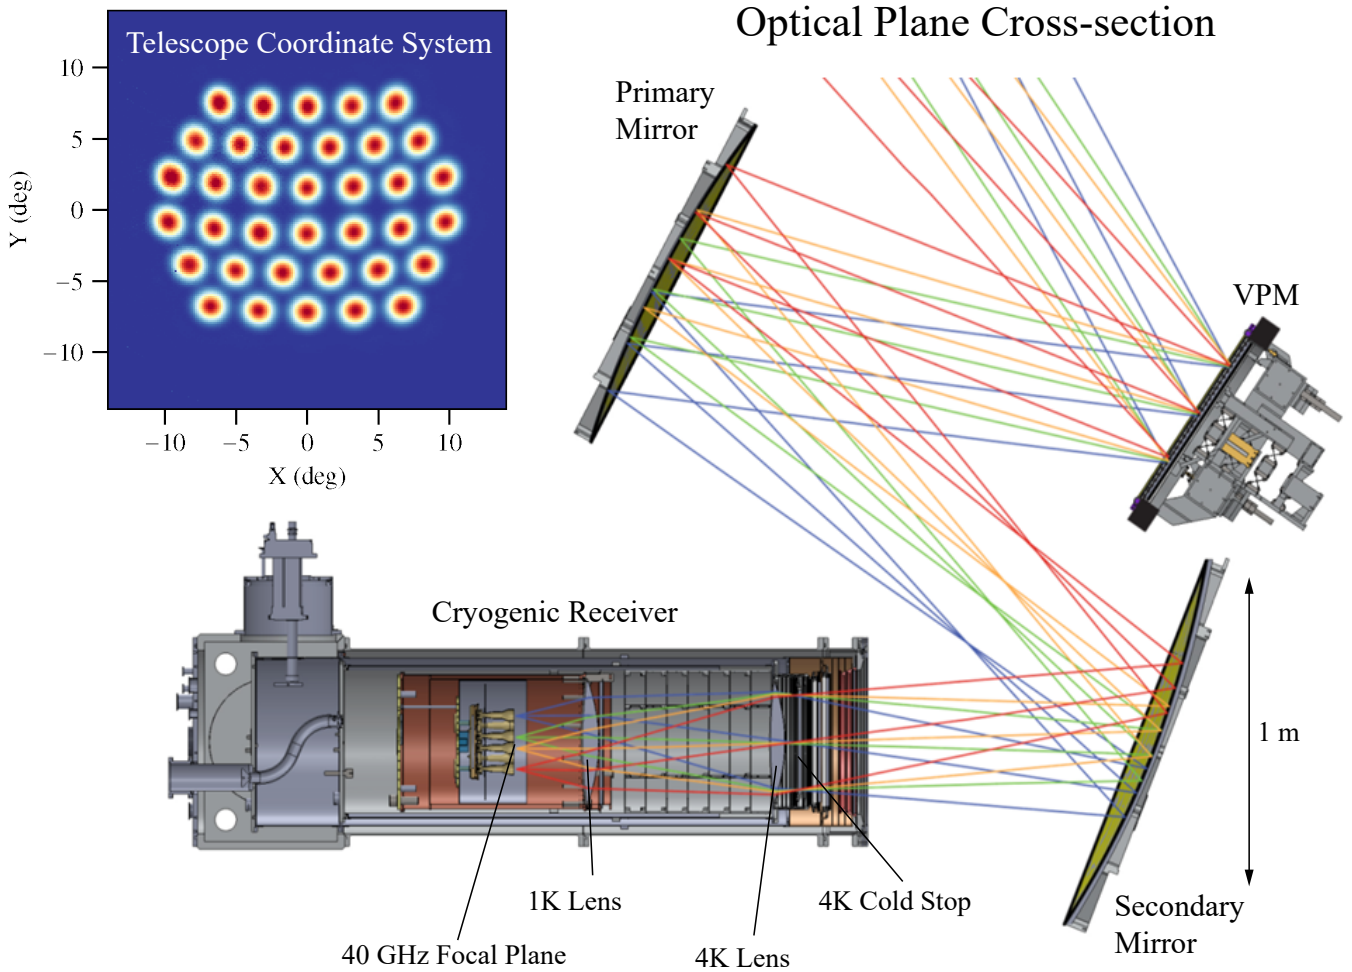 Optical Plane Cross-section
Telescope Coordinate System
10
5
0
−5
−10
Y (deg)
−10
−5
0
5
10
X (deg)
Primary
Mirror
VPM
Cryogenic Receiver
1 m
1K Lens
4K Cold Stop
40 GHz Focal Plane
4K Lens
Secondary
Mirror